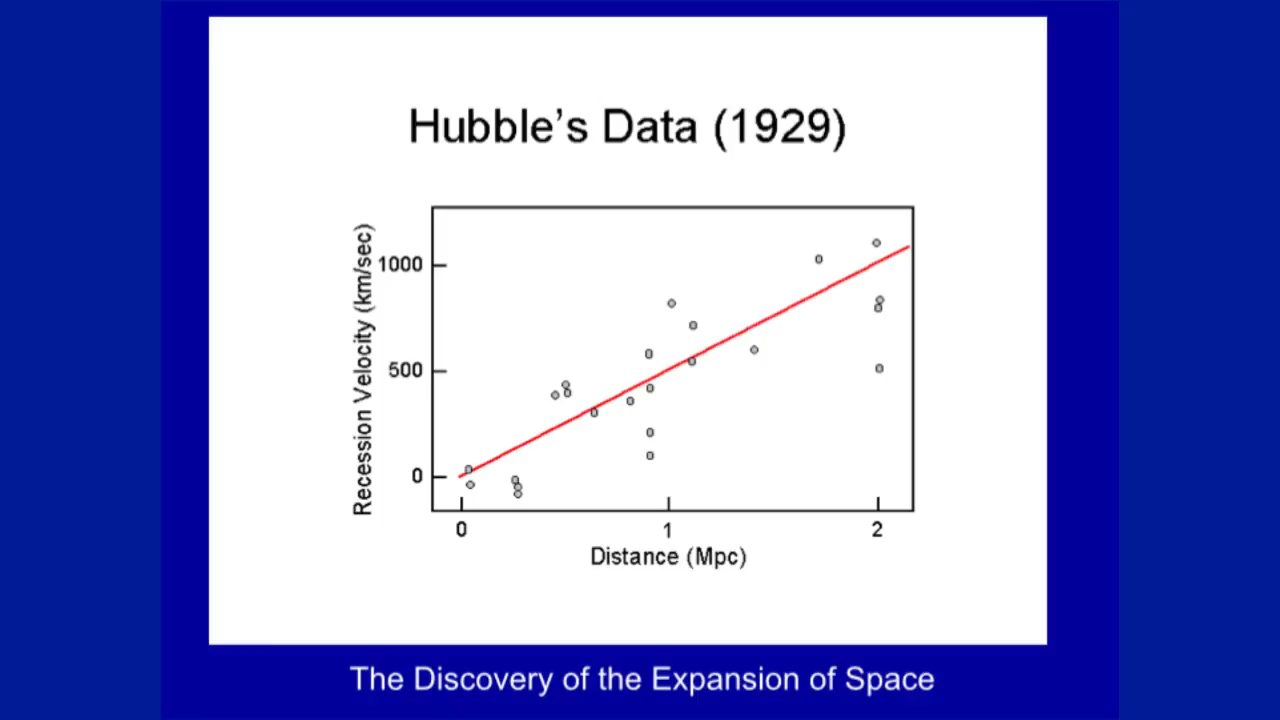 Hubble's Data (1929)
Recession Velocity (km/sec)
1000
500
0
0 1 2
Distance (Mpc)
The Discovery of the Expansion of Space